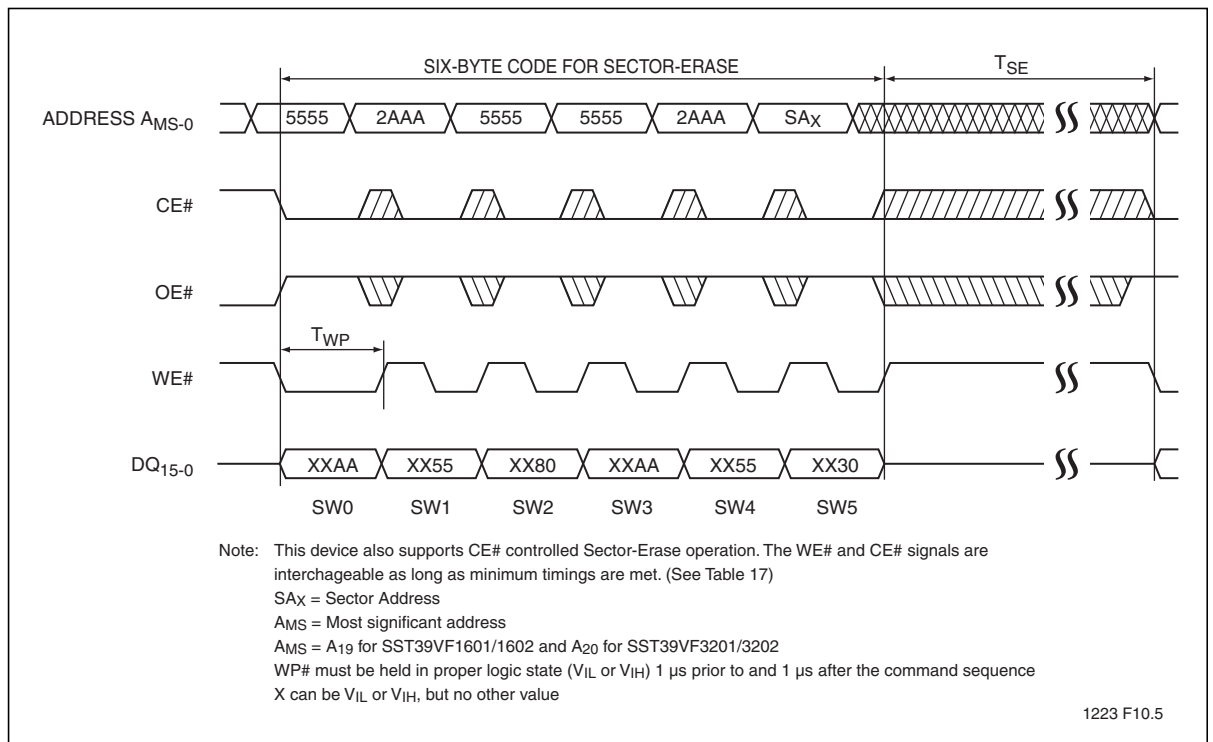 SIX-BYTE CODE FOR SECTOR-ERASE TSE
ADDRESS AMS-0 5555 2AAA 5555 5555 2AAA SAX
CE#
OE#
TWP
WE#
DQ15-0 XXAA XX55 XX80 XXAA XX55 XX30
SW0 SW1 SW2 SW3 SW4 SW5
Note: This device also supports CE# controlled Sector-Erase operation. The WE# and CE# signals are
interchageable as long as minimum timings are met. (See Table 17)
SAX = Sector Address
AMS = Most significant address
AMS = A19 for SST39VF1601/1602 and A20 for SST39VF3201/3202
WP# must be held in proper logic state (VIL or VIH) 1 µs prior to and 1 µs after the command sequence
X can be VIL or VIH, but no other value
1223 F10.5